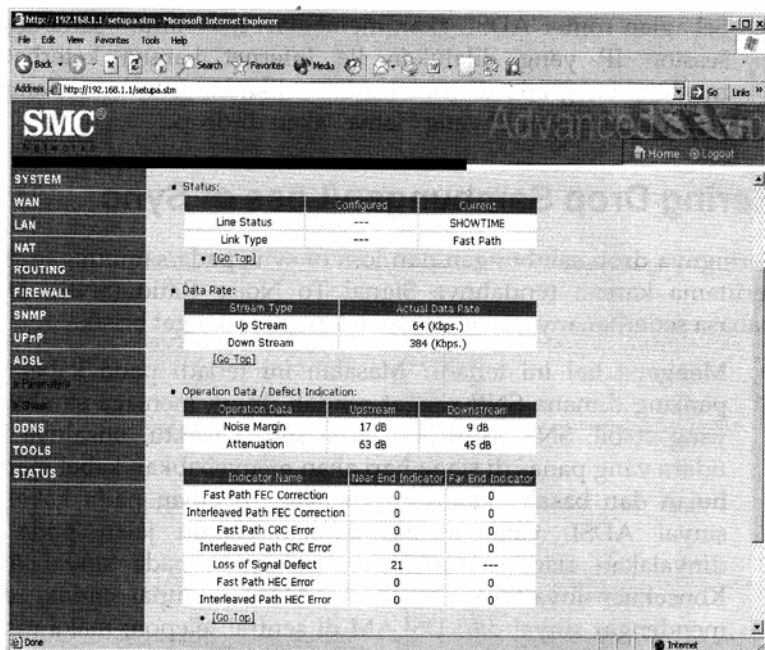 http://192.168.1.1/setupa.stm - Microsoft Internet Explorer
File Edit View Favorites Tools Help
Back Search Favorites Media
Address http://192.168.1.1/setupa.stm Go Links »
SMC®
Networks
Advanced Setup
Home Logout
SYSTEM
WAN
LAN
NAT
ROUTING
FIREWALL
SNMP
UPnP
ADSL
» Parameters
» Status
DDNS
TOOLS
STATUS
Status:
Configured Current
Line Status --- SHOWTIME
Link Type --- Fast Path
[Go Top]
Data Rate:
Stream Type Actual Data Rate
Up Stream 64 (Kbps.)
Down Stream 384 (Kbps.)
[Go Top]
Operation Data / Defect Indication:
Operation Data Upstream Downstream
Noise Margin 17 dB 9 dB
Attenuation 63 dB 45 dB
Indicator Name Near End Indicator Far End Indicator
Fast Path FEC Correction 0 0
Interleaved Path FEC Correction 0 0
Fast Path CRC Error 0 0
Interleaved Path CRC Error 0 0
Loss of Signal Defect 21 ---
Fast Path HEC Error 0 0
Interleaved Path HEC Error 0 0
[Go Top]
Done Internet